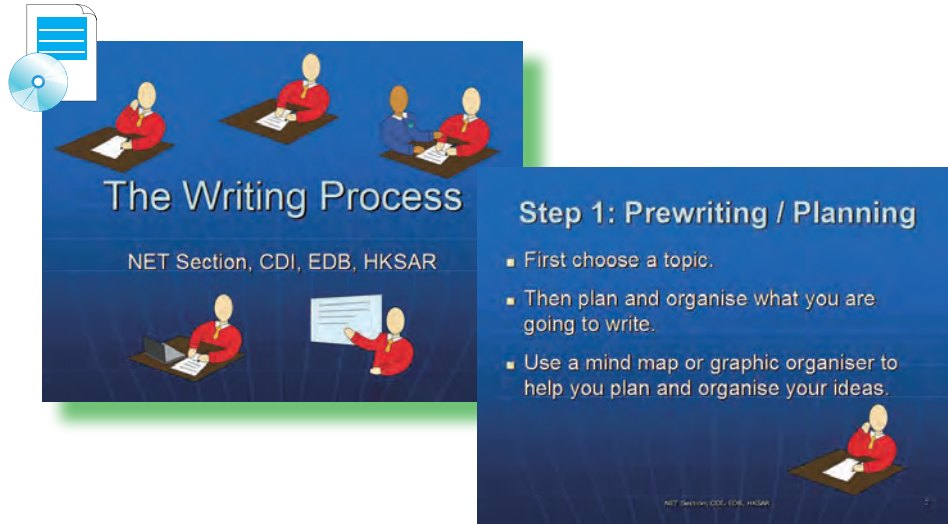 The Writing Process
NET Section, CDI, EDB, HKSAR
Step 1: Prewriting / Planning
First choose a topic.
Then plan and organise what you are
going to write.
Use a mind map or graphic organiser to
help you plan and organise your ideas.
NET Section, CDI, EDB, HKSAR